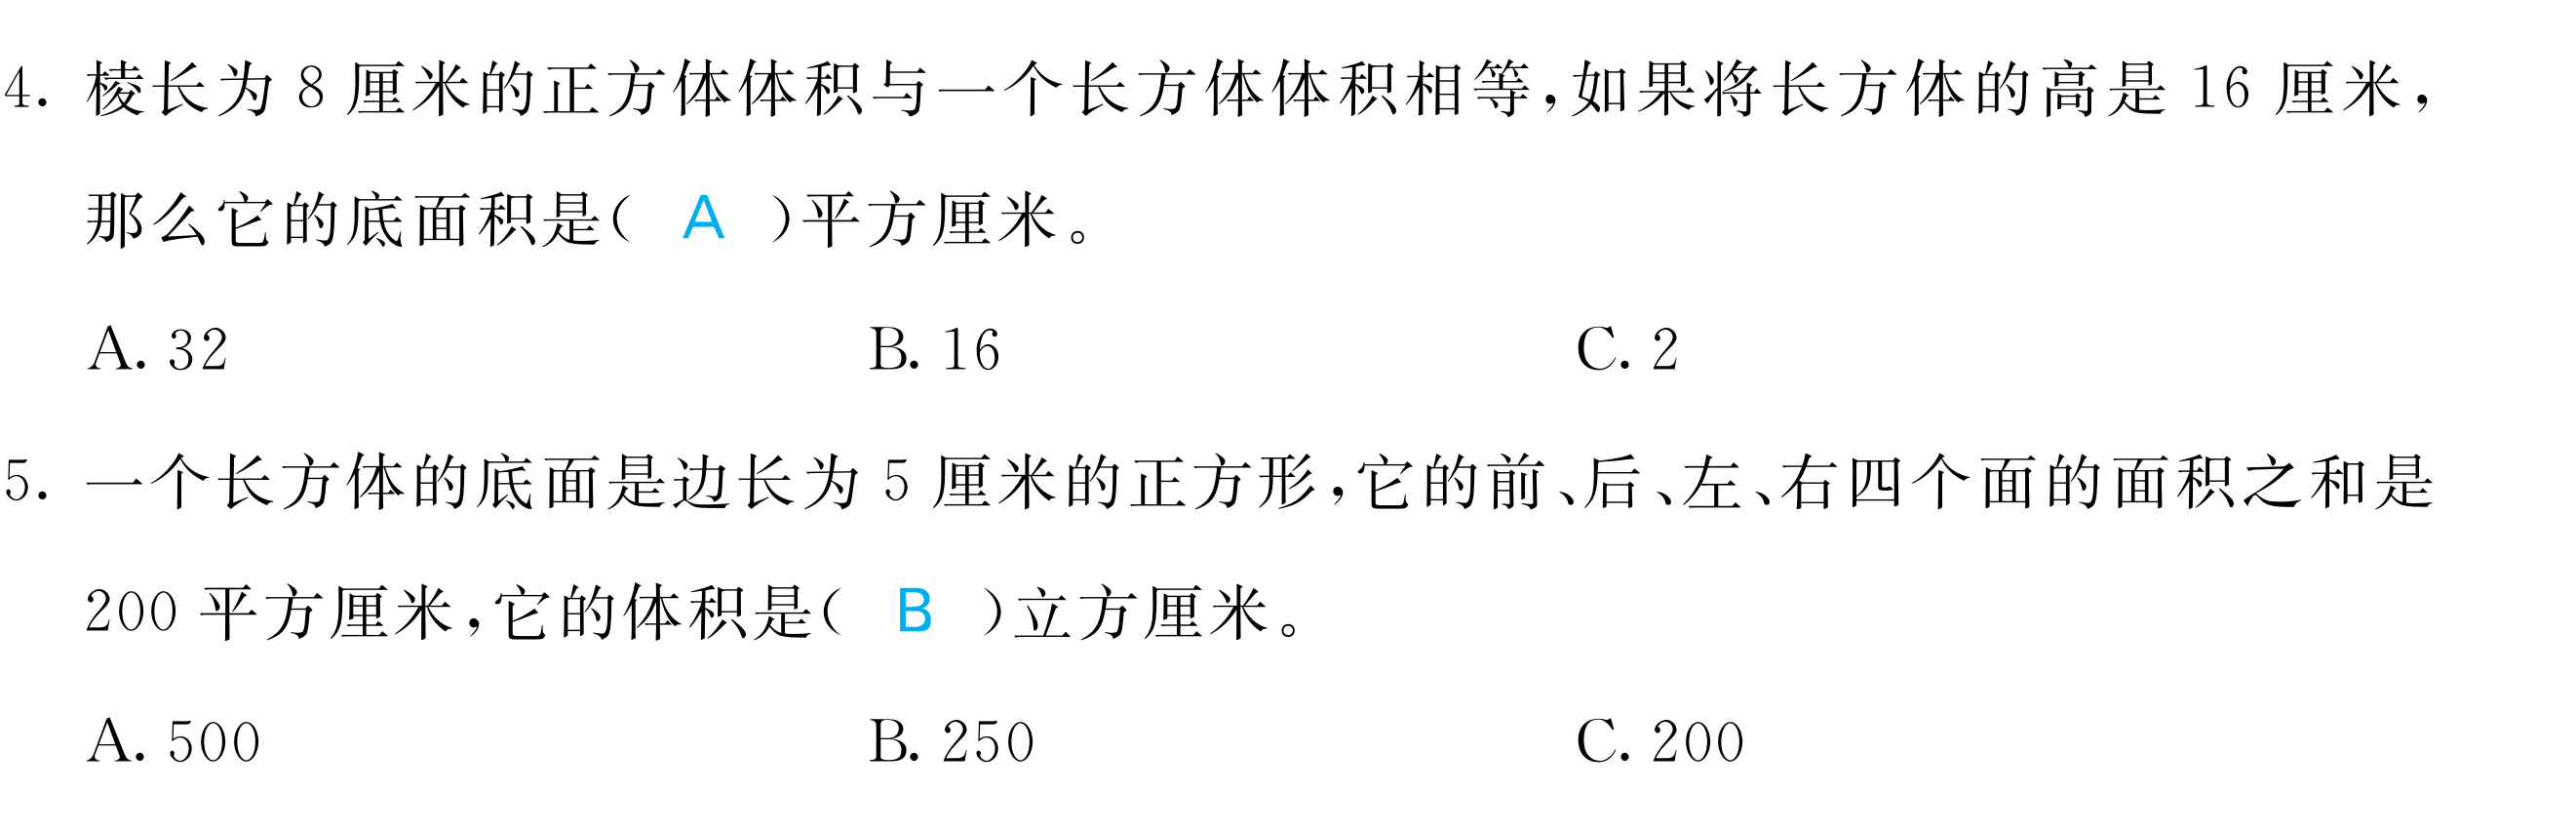 4. 棱长为 8 厘米的正方体体积与一个长方体体积相等,如果将长方体的高是 16 厘米,
那么它的底面积是( A )平方厘米。
A. 32 B. 16 C. 2
5. 一个长方体的底面是边长为 5 厘米的正方形,它的前、后、左、右四个面的面积之和是
200 平方厘米,它的体积是( B )立方厘米。
A. 500 B. 250 C. 200